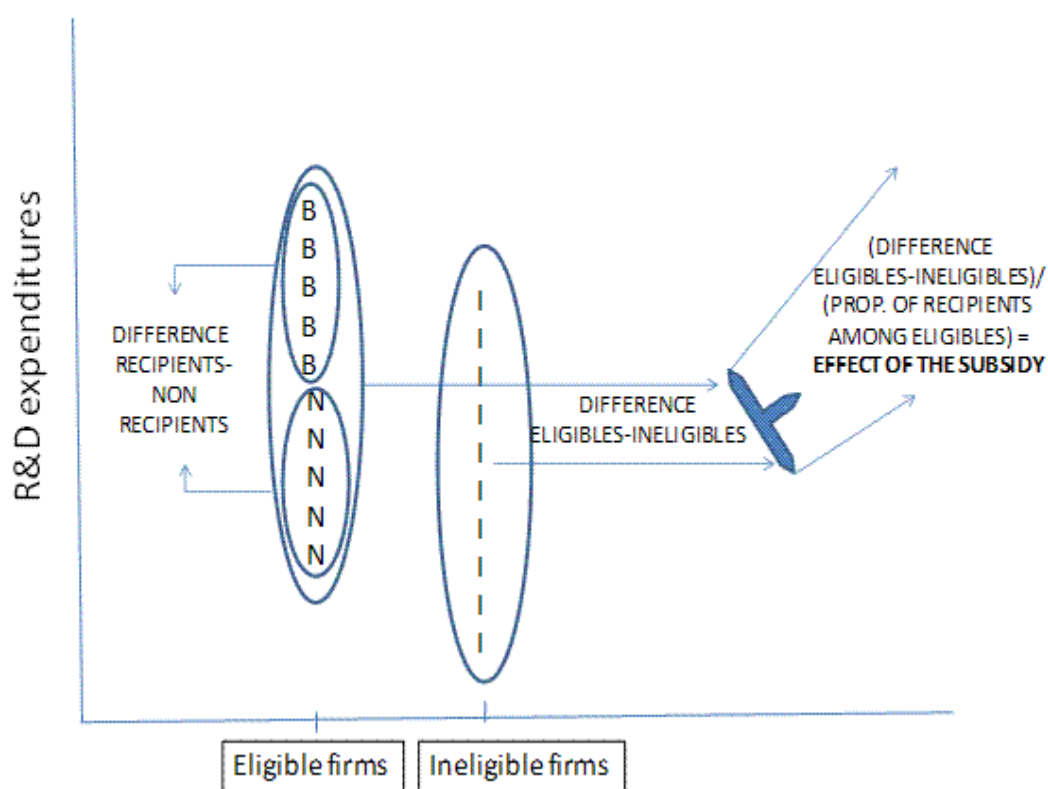 R&D expenditures
B
B
B
B
B
N
N
N
N
N
DIFFERENCE
RECIPIENTS-
NON
RECIPIENTS
I
I
I
I
I
I
I
I
I
I
DIFFERENCE
ELIGIBLES-INELIGIBLES
(DIFFERENCE
ELIGIBLES-INELIGIBLES)/
(PROP. OF RECIPIENTS
AMONG ELIGIBLES) =
EFFECT OF THE SUBSIDY
Eligible firms
Ineligible firms